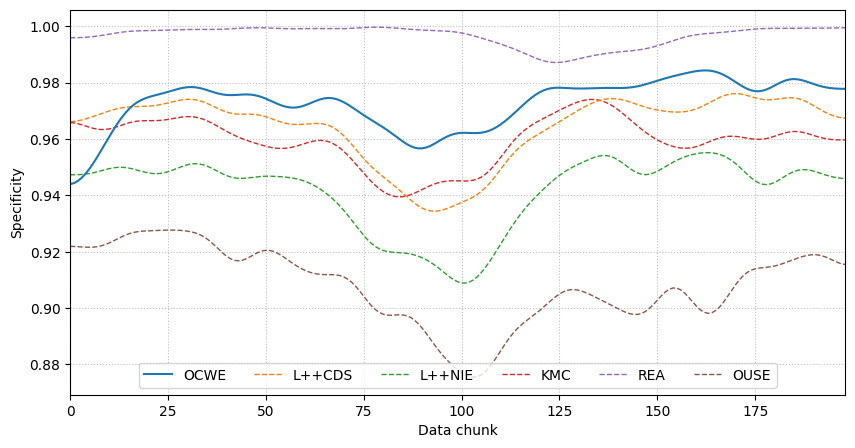 1.00
0.98
0.96
0.94
0.92
0.90
0.88
Specificity
OCWE L++CDS L++NIE KMC REA OUSE
0 25 50 75 100 125 150 175
Data chunk